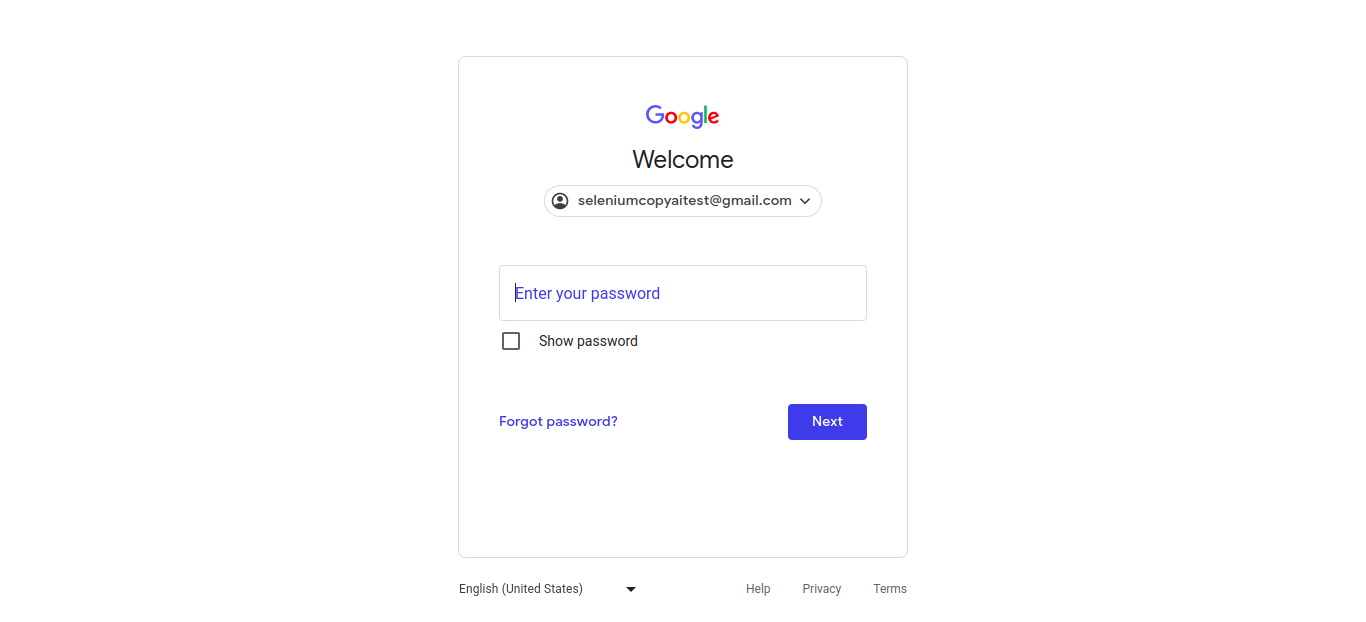 Google
Welcome
seleniumcopyaitest@gmail.com
Enter your password
Show password
Forgot password?
Next
English (United States)
Help
Privacy
Terms